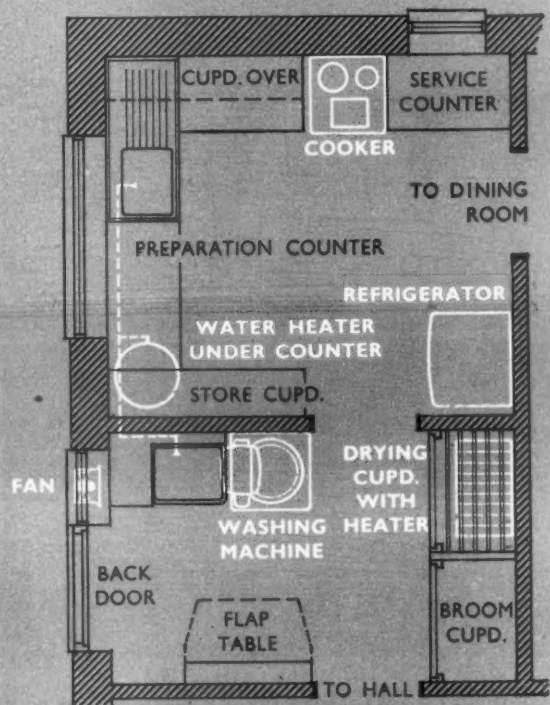 CUPD. OVER
SERVICE
COUNTER
COOKER
TO DINING
ROOM
PREPARATION COUNTER
REFRIGERATOR
WATER HEATER
UNDER COUNTER
STORE CUPD.
FAN
DRYING
CUPD.
WITH
HEATER
WASHING
MACHINE
BACK
DOOR
FLAP
TABLE
BROOM
CUPD.
TO HALL